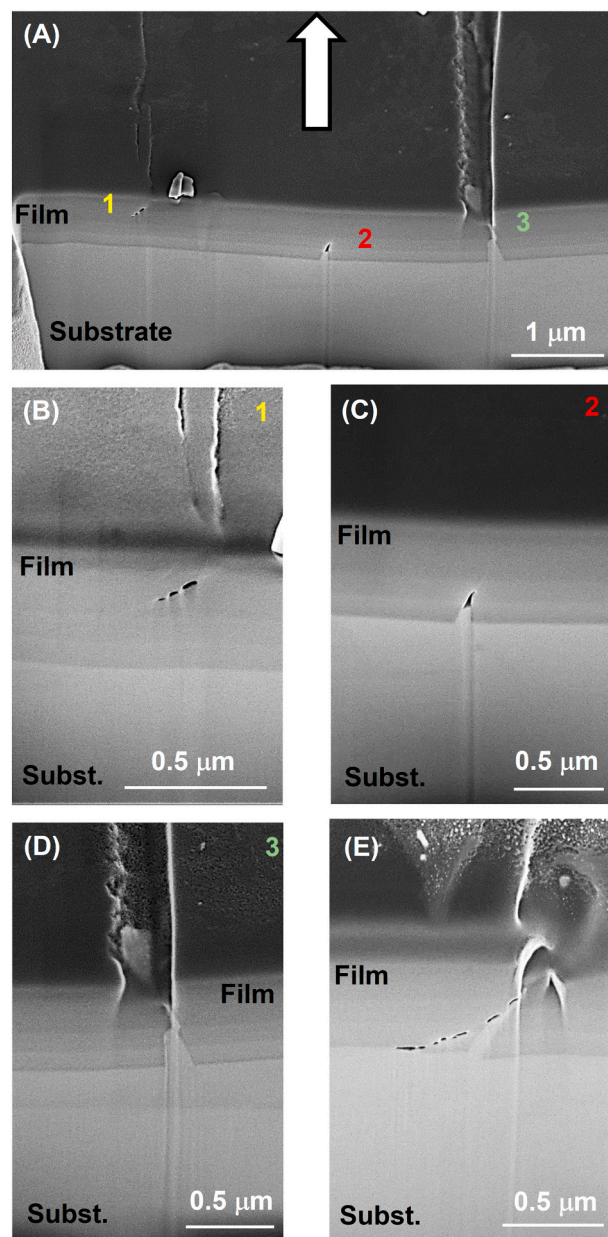 (A)
1
Film
2
3
Substrate
1 μm
(B)
1
Film
0.5 μm
Subst.
(C)
2
Film
0.5 μm
Subst.
(D)
3
Film
0.5 μm
Subst.
(E)
Film
0.5 μm
Subst.